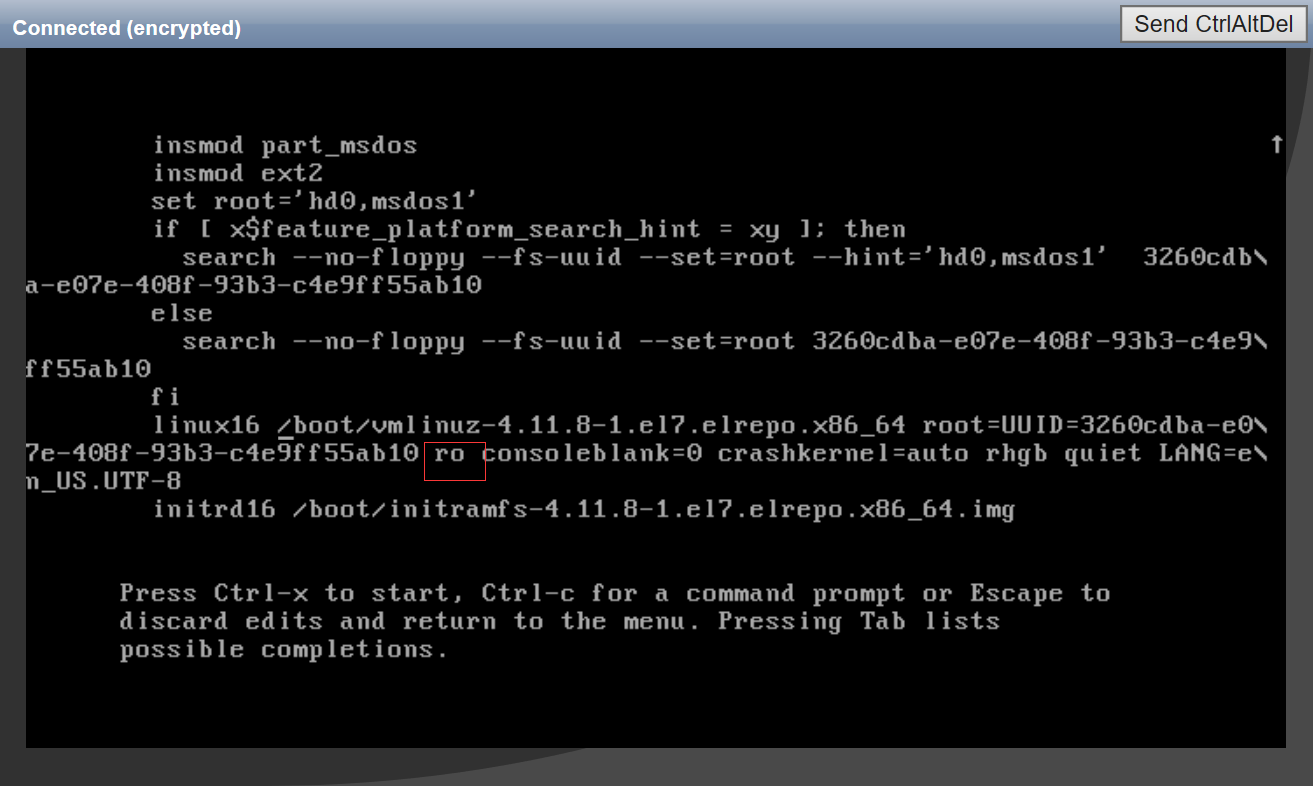 Connected (encrypted)
Send CtrlAltDel
insmod part_msdos
↑
insmod ext2
set root='hd0,msdos1'
if [ x$feature_platform_search_hint = xy ]; then
search --no-floppy --fs-uuid --set=root --hint='hd0,msdos1'  3260cdb\
a-e07e-408f-93b3-c4e9ff55ab10
else
search --no-floppy --fs-uuid --set=root 3260cdba-e07e-408f-93b3-c4e9\
ff55ab10
fi
linux16 /boot/vmlinuz-4.11.8-1.el7.elrepo.x86_64 root=UUID=3260cdba-e0\
7e-408f-93b3-c4e9ff55ab10 ro consoleblank=0 crashkernel=auto rhgb quiet LANG=e\
n_US.UTF-8
initrd16 /boot/initramfs-4.11.8-1.el7.elrepo.x86_64.img
Press Ctrl-x to start, Ctrl-c for a command prompt or Escape to
discard edits and return to the menu. Pressing Tab lists
possible completions.